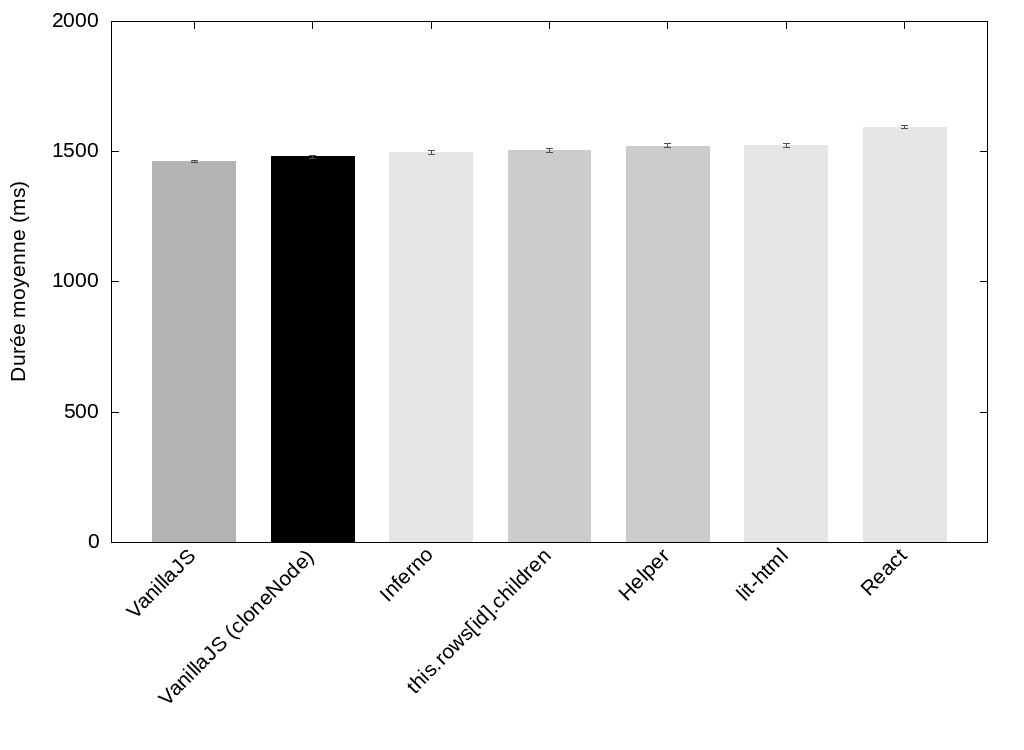 2000
1500
1000
500
0
Durée moyenne (ms)
VanillaJS
VanillaJS (cloneNode)
Inferno
this.rows[id].children
Helper
lit-html
React